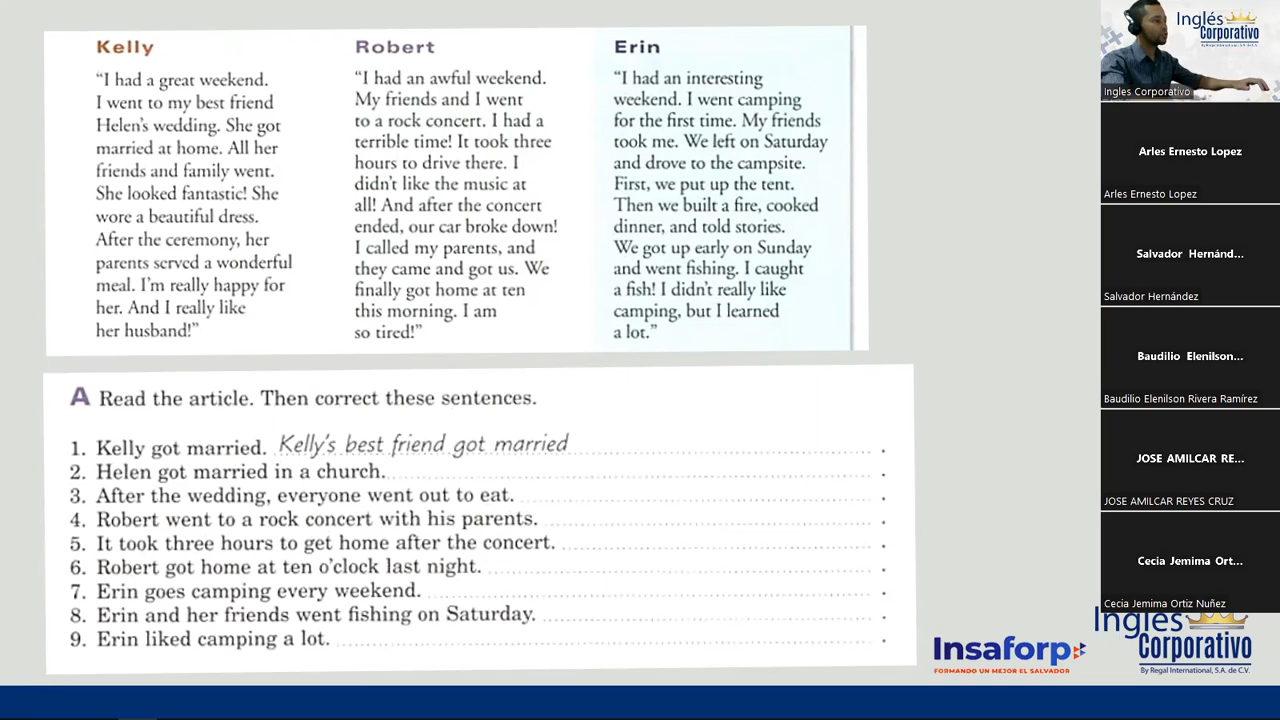 Kelly
"I had a great weekend.
I went to my best friend
Helen's wedding. She got
married at home. All her
friends and family went.
She looked fantastic! She
wore a beautiful dress.
After the ceremony, her
parents served a wonderful
meal. I'm really happy for
her. And I really like
her husband!"
Robert
"I had an awful weekend.
My friends and I went
to a rock concert. I had a
terrible time! It took three
hours to drive there. I
didn't like the music at
all! And after the concert
ended, our car broke down!
I called my parents, and
they came and got us. We
finally got home at ten
this morning. I am
so tired!"
Erin
"I had an interesting
weekend. I went camping
for the first time. My friends
took me. We left on Saturday
and drove to the campsite.
First, we put up the tent.
Then we built a fire, cooked
dinner, and told stories.
We got up early on Sunday
and went fishing. I caught
a fish! I didn't really like
camping, but I learned
a lot."
A Read the article. Then correct these sentences.
1. Kelly got married. Kelly's best friend got married.
2. Helen got married in a church.
3. After the wedding, everyone went out to eat.
4. Robert went to a rock concert with his parents.
5. It took three hours to get home after the concert.
6. Robert got home at ten o'clock last night.
7. Erin goes camping every weekend.
8. Erin and her friends went fishing on Saturday.
9. Erin liked camping a lot.
Inglés
Corporativo
By Regal International, S.A. de C.V.
Ingles Corporativo
Arles Ernesto Lopez
Arles Ernesto Lopez
Salvador Hernánd...
Salvador Hernández
Baudilio Elenilson...
Baudilio Elenilson Rivera Ramírez
JOSE AMILCAR RE...
JOSE AMILCAR REYES CRUZ
Cecia Jemima Ort...
Cecia Jemima Ortiz Nuñez
Insaforp
FORMANDO UN MEJOR EL SALVADOR
Inglés
Corporativo
By Regal International, S.A. de C.V.